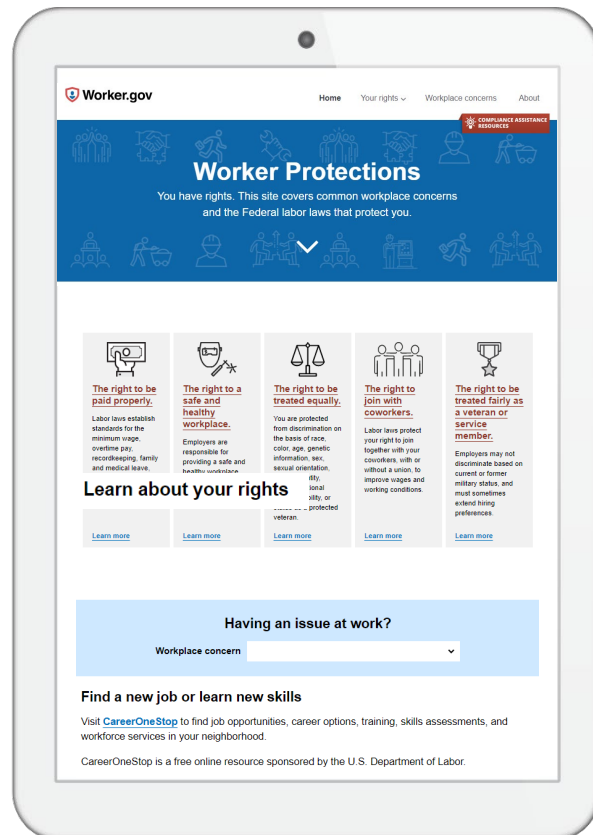 Worker.gov
Home Your rights Workplace concerns About
COMPLIANCE ASSISTANCE
RESOURCES
Worker Protections
You have rights. This site covers common workplace concerns
and the Federal labor laws that protect you.
The right to be
paid properly.
Labor laws establish
standards for the
minimum wage,
overtime pay,
recordkeeping, family
and medical leave,
Learn more
The right to a
safe and
healthy
workplace.
Employers are
responsible for
providing a safe and
healthy workplace
Learn more
The right to be
treated equally.
You are protected
from discrimination on
the basis of race,
color, age, genetic
information, sex,
sexual orientation,
or
protected
veteran.
Learn more
The right to
join with
coworkers.
Labor laws protect
your right to join
together with your
coworkers, with or
without a union, to
improve wages and
working conditions.
Learn more
The right to be
treated fairly as
a veteran or
service
member.
Employers may not
discriminate based on
current or former
military status, and
must sometimes
extend hiring
preferences.
Learn more
Learn about your rights
Having an issue at work?
Workplace concern
Find a new job or learn new skills
Visit CareerOneStop to find job opportunities, career options, training, skills assessments, and
workforce services in your neighborhood.
CareerOneStop is a free online resource sponsored by the U.S. Department of Labor.